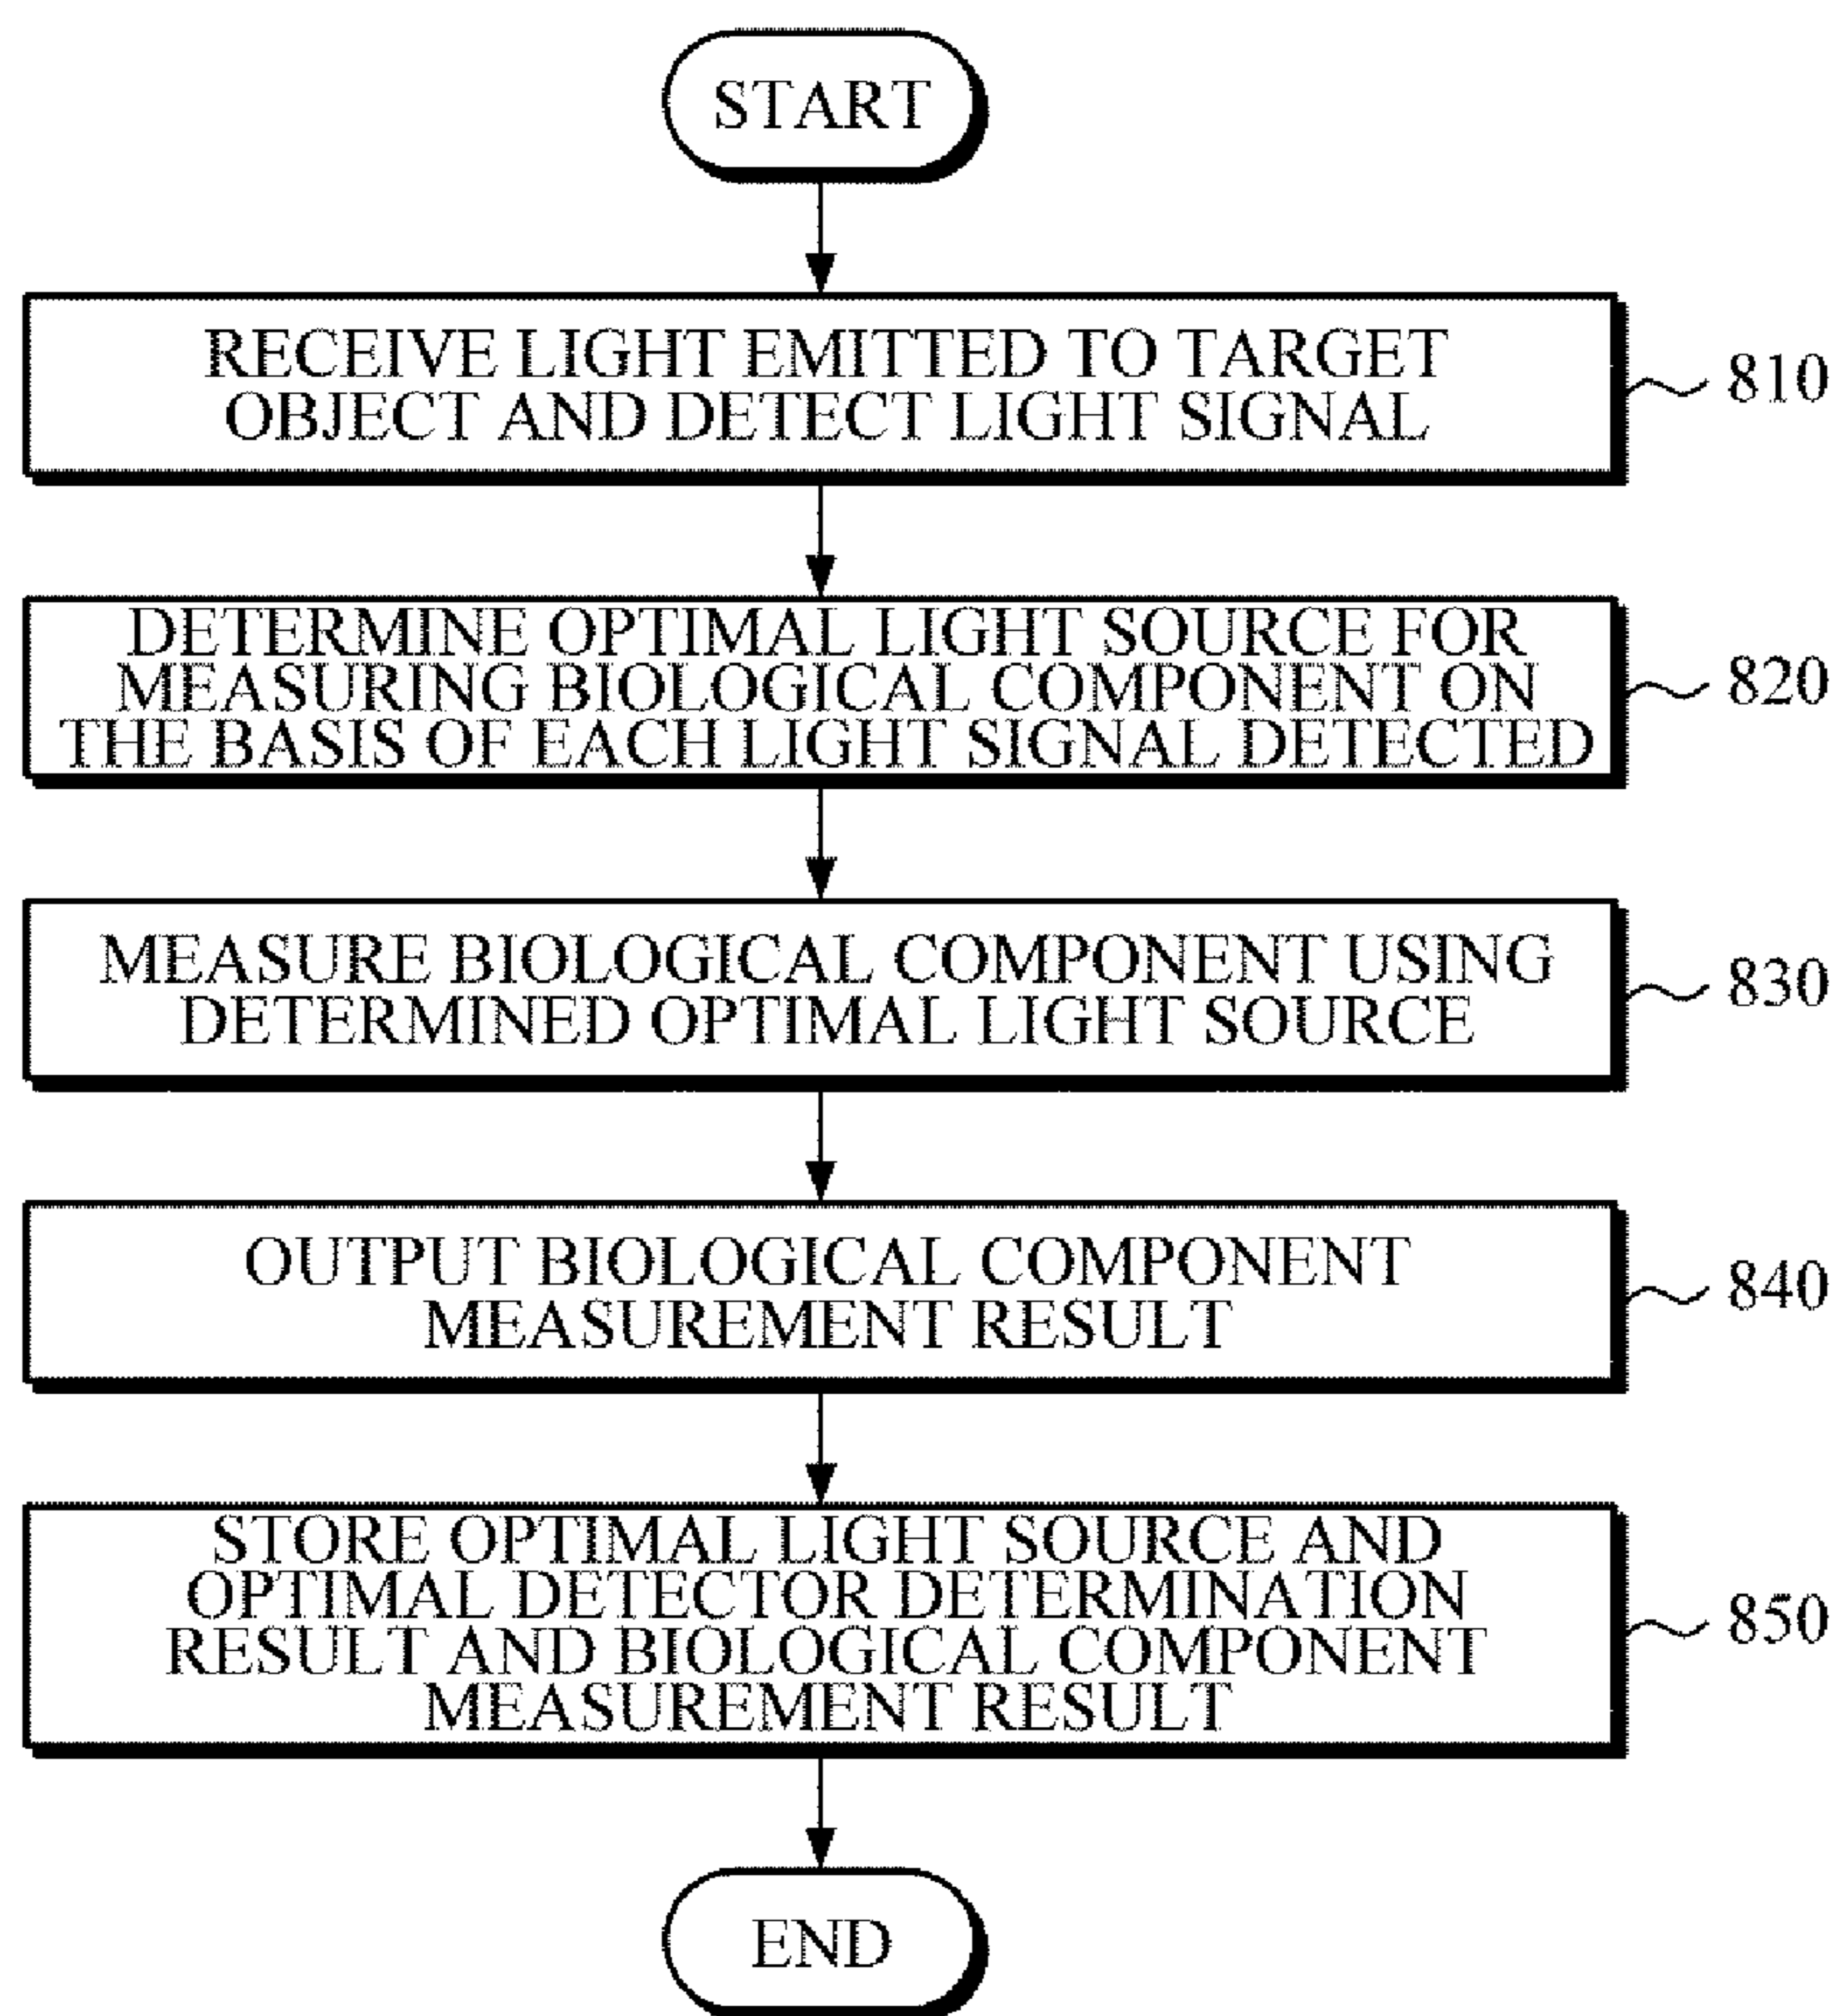 START
RECEIVE LIGHT EMITTED TO TARGET
OBJECT AND DETECT LIGHT SIGNAL
810
DETERMINE OPTIMAL LIGHT SOURCE FOR
MEASURING BIOLOGICAL COMPONENT ON
THE BASIS OF EACH LIGHT SIGNAL DETECTED
820
MEASURE BIOLOGICAL COMPONENT USING
DETERMINED OPTIMAL LIGHT SOURCE
830
OUTPUT BIOLOGICAL COMPONENT
MEASUREMENT RESULT
840
STORE OPTIMAL LIGHT SOURCE AND
OPTIMAL DETECTOR DETERMINATION
RESULT AND BIOLOGICAL COMPONENT
MEASUREMENT RESULT
850
END